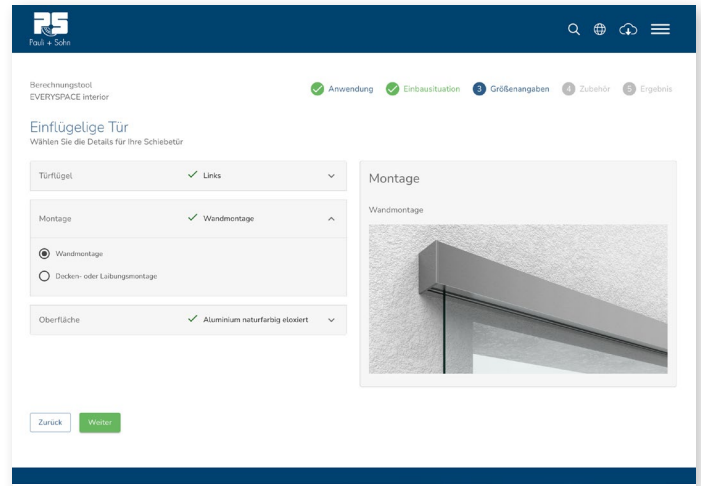 PS
Pauli + Sohn
Berechnungstool
EVERYSPACE interior
Anwendung
Einbausituation
3 Größenangaben
4 Zubehör
5 Ergebnis
Einflügelige Tür
Wählen Sie die Details für Ihre Schiebetür
Türflügel Links
Montage Wandmontage
Wandmontage
Decken- oder Laibungsmontage
Oberfläche Aluminium naturfarbig eloxiert
Montage
Wandmontage
Zurück Weiter